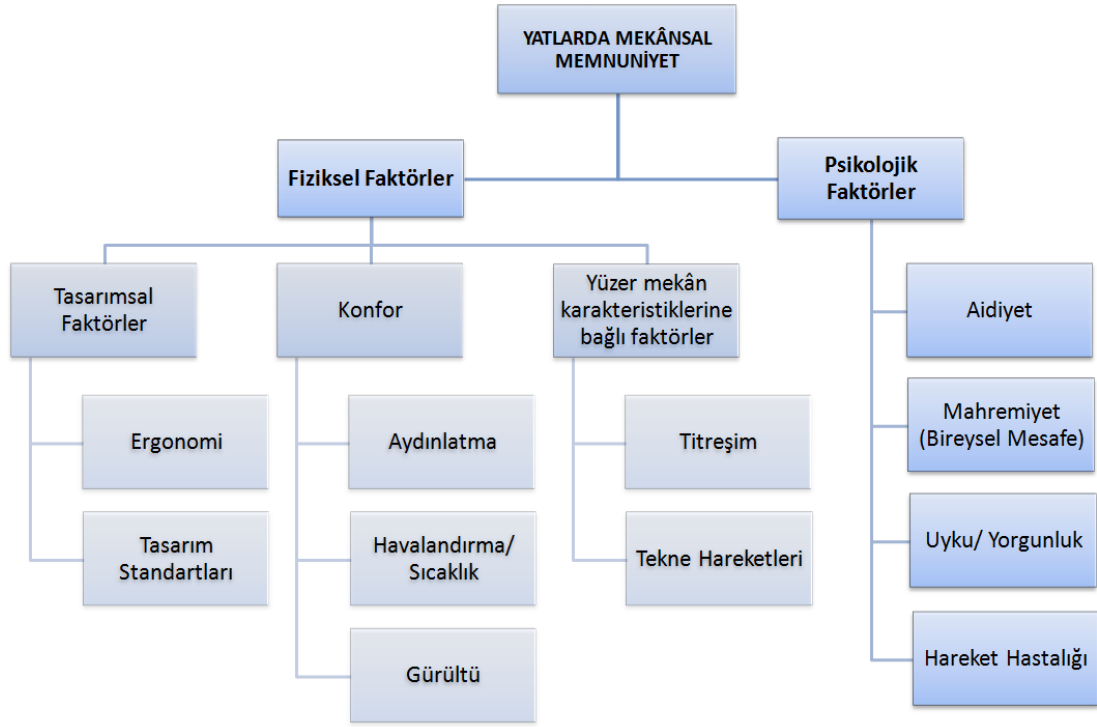 YATLARDA MEKÂNSAL
MEMNUNİYET
Fiziksel Faktörler
Psikolojik
Faktörler
Tasarımsal
Faktörler
Konfor
Yüzer mekân
karakteristiklerine
bağlı faktörler
Ergonomi
Tasarım
Standartları
Aydınlatma
Havalandırma/
Sıcaklık
Gürültü
Titreşim
Tekne Hareketleri
Aidiyet
Mahremiyet
(Bireysel Mesafe)
Uyku/ Yorgunluk
Hareket Hastalığı